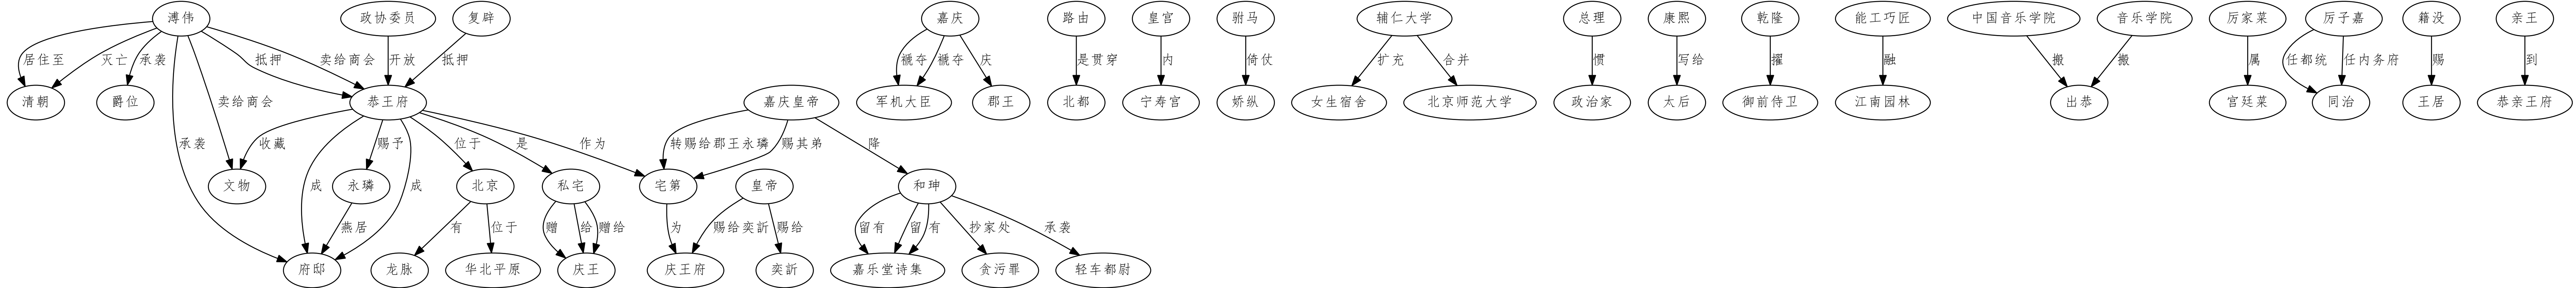 溥伟 政协委员 复辟 嘉庆 路由 皇宫 驸马 辅仁大学 总理 康熙 乾隆 能工巧匠 中国音乐学院 音乐学院 厉家菜 厉子嘉 籍没 亲王
居住至 灭亡 承袭 抵押 卖给商会 开放 抵押 褫夺 褫夺 庆 是贯穿 内 倚仗 扩充 合并 惯 写给 擢 融 搬 搬 属 任都统 任内务府 赐 到
清朝 爵位 卖给商会 恭王府 嘉庆皇帝 军机大臣 郡王 北都 宁寿宫 娇纵 女生宿舍 北京师范大学 政治家 太后 御前侍卫 江南园林 出恭 宫廷菜 同治 王居 恭亲王府
承袭 收藏 成 赐予 成 位于 是 作为 转赐给郡王永璘 赐其弟 降
文物 永璘 北京 私宅 宅第 皇帝 和珅
燕居 有 位于 赠 给 赠给 为 赐给奕訢 赐给 留有 留 有 抄家处 承袭
府邸 龙脉 华北平原 庆王 庆王府 奕訢 嘉乐堂诗集 贪污罪 轻车都尉